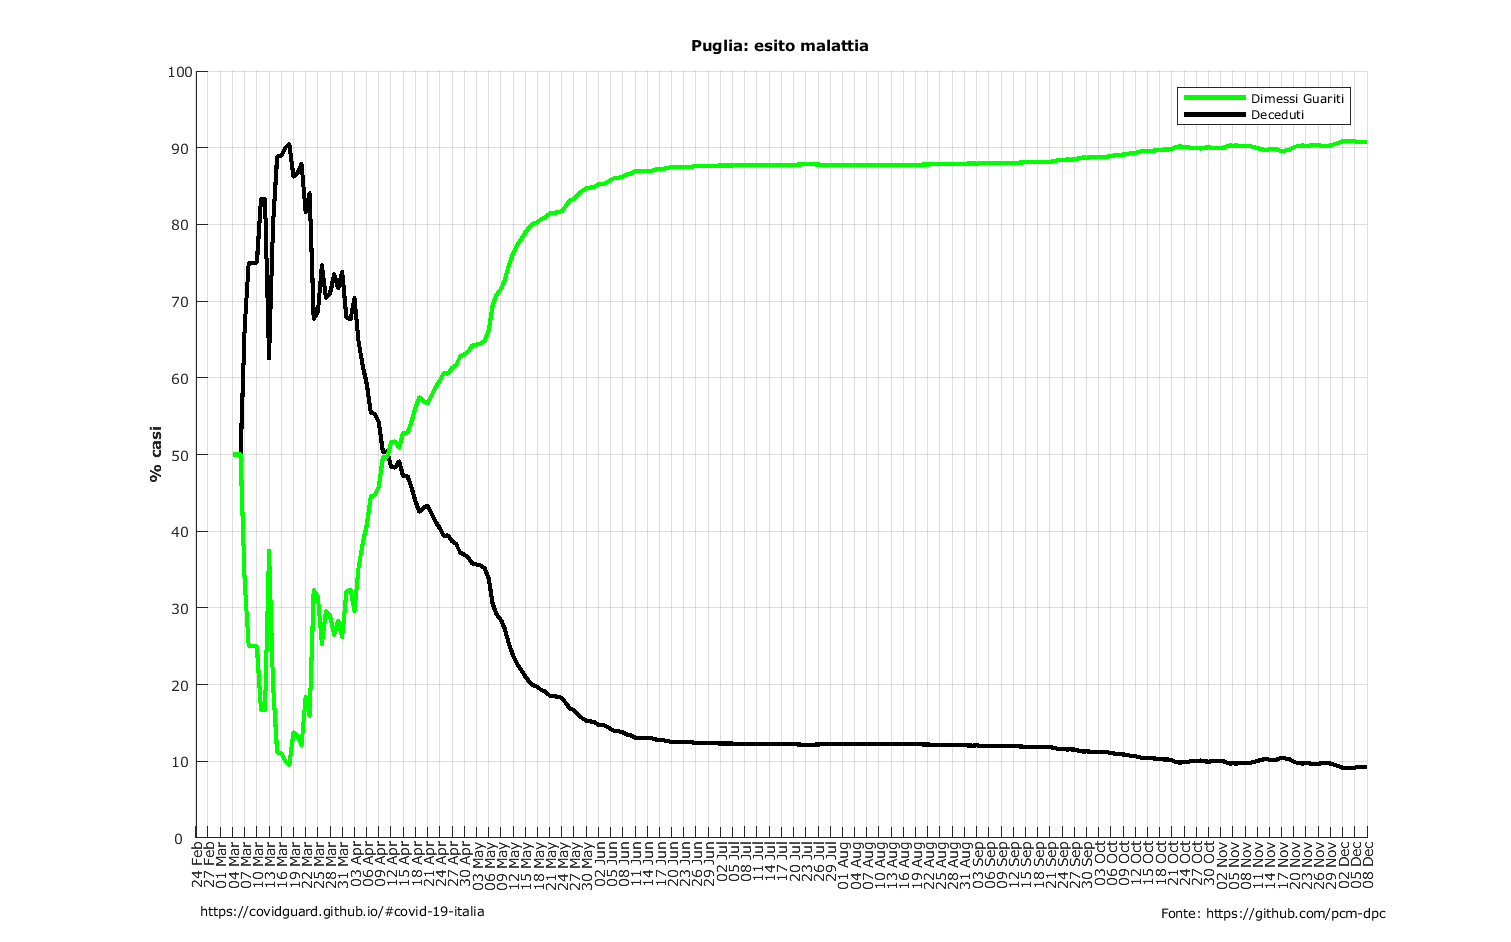 Puglia: esito malattia
Dimessi Guariti
Deceduti
% casi
100
90
80
70
60
50
40
30
20
10
0
24 Feb
27 Feb
01 Mar
04 Mar
07 Mar
10 Mar
13 Mar
16 Mar
19 Mar
22 Mar
25 Mar
28 Mar
31 Mar
03 Apr
06 Apr
09 Apr
12 Apr
15 Apr
18 Apr
21 Apr
24 Apr
27 Apr
30 Apr
03 May
06 May
09 May
12 May
15 May
18 May
21 May
24 May
27 May
30 May
02 Jun
05 Jun
08 Jun
11 Jun
14 Jun
17 Jun
20 Jun
23 Jun
26 Jun
29 Jun
02 Jul
05 Jul
08 Jul
11 Jul
14 Jul
17 Jul
20 Jul
23 Jul
26 Jul
29 Jul
01 Aug
04 Aug
07 Aug
10 Aug
13 Aug
16 Aug
19 Aug
22 Aug
25 Aug
28 Aug
31 Aug
03 Sep
06 Sep
09 Sep
12 Sep
15 Sep
18 Sep
21 Sep
24 Sep
27 Sep
30 Sep
03 Oct
06 Oct
09 Oct
12 Oct
15 Oct
18 Oct
21 Oct
24 Oct
27 Oct
30 Oct
02 Nov
05 Nov
08 Nov
11 Nov
14 Nov
17 Nov
20 Nov
23 Nov
26 Nov
29 Nov
02 Dec
05 Dec
08 Dec
https://covidguard.github.io/#covid-19-italia
Fonte: https://github.com/pcm-dpc